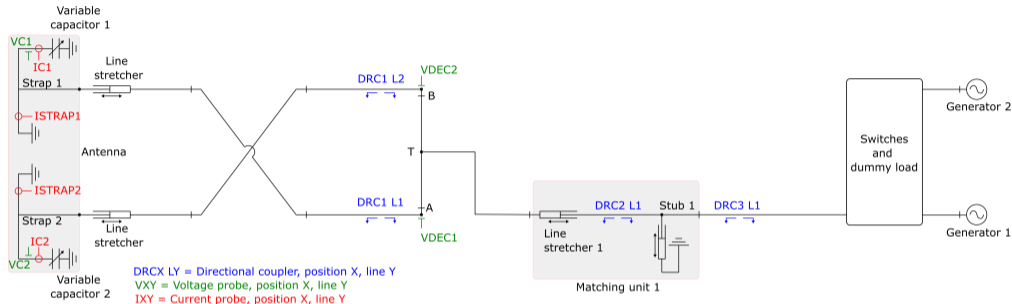 Variable
capacitor 1
VC1
IC1
Strap 1
Line
stretcher
ISTRAP1
Antenna
ISTRAP2
Strap 2
IC2
VC2
Line
stretcher
Variable
capacitor 2
DRC1 L2
VDEC2
B
T
DRC1 L1
A
VDEC1
Line
stretcher 1
DRC2 L1
Stub 1
DRC3 L1
Matching unit 1
Switches
and
dummy load
Generator 2
Generator 1
DRCX LY = Directional coupler, position X, line Y
VXY = Voltage probe, position X, line Y
IXY = Current probe, position X, line Y